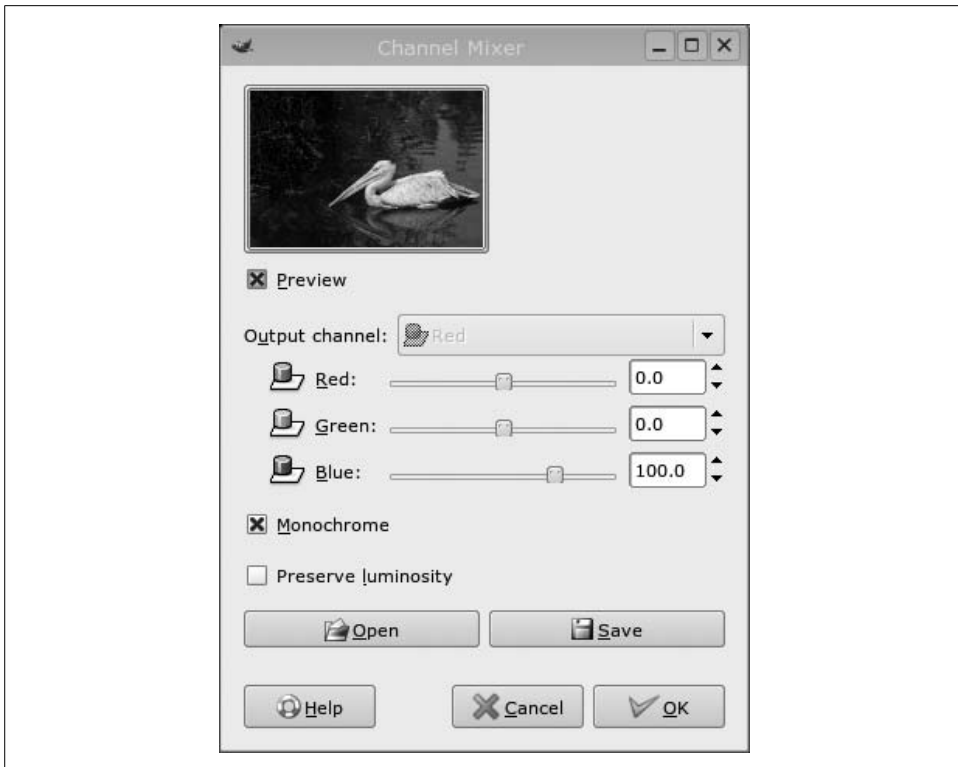 Channel Mixer
Preview
Output channel: Red
Red: 0.0
Green: 0.0
Blue: 100.0
Monochrome
Preserve luminosity
Open Save
Help Cancel OK